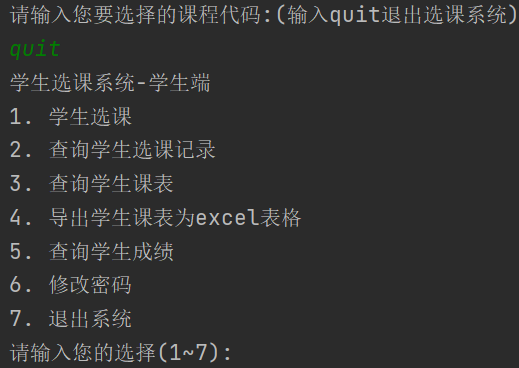 请输入您要选择的课程代码:(输入quit退出选课系统)
quit
学生选课系统-学生端
1. 学生选课
2. 查询学生选课记录
3. 查询学生课表
4. 导出学生课表为excel表格
5. 查询学生成绩
6. 修改密码
7. 退出系统
请输入您的选择(1~7):